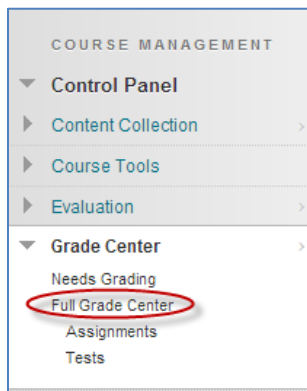 COURSE MANAGEMENT
Control Panel
Content Collection
Course Tools
Evaluation
Grade Center
Needs Grading
Full Grade Center
Assignments
Tests